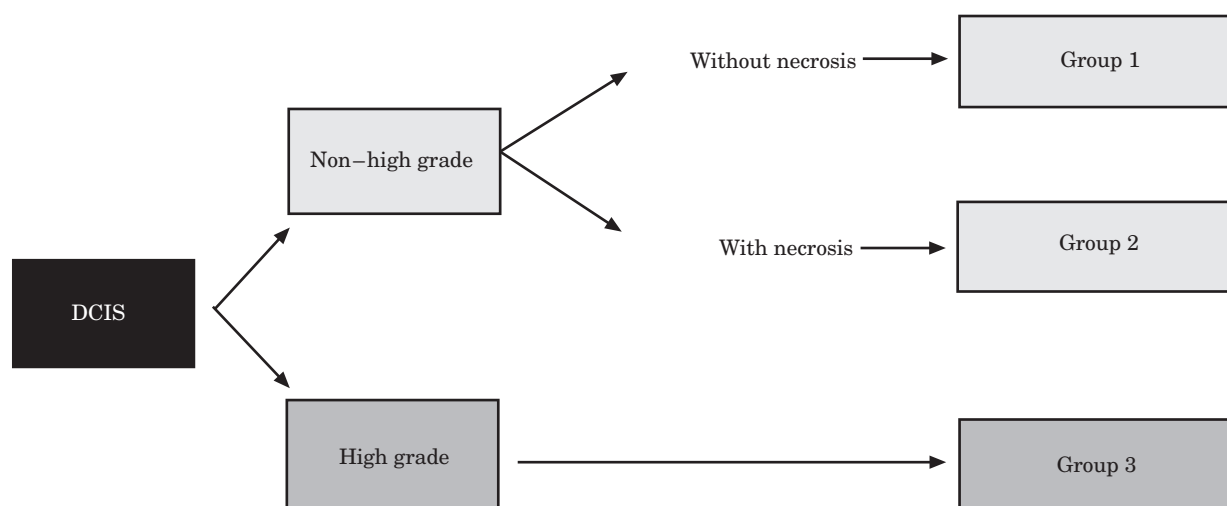 Without necrosis
Group 1
Non–high grade
With necrosis
Group 2
DCIS
High grade
Group 3